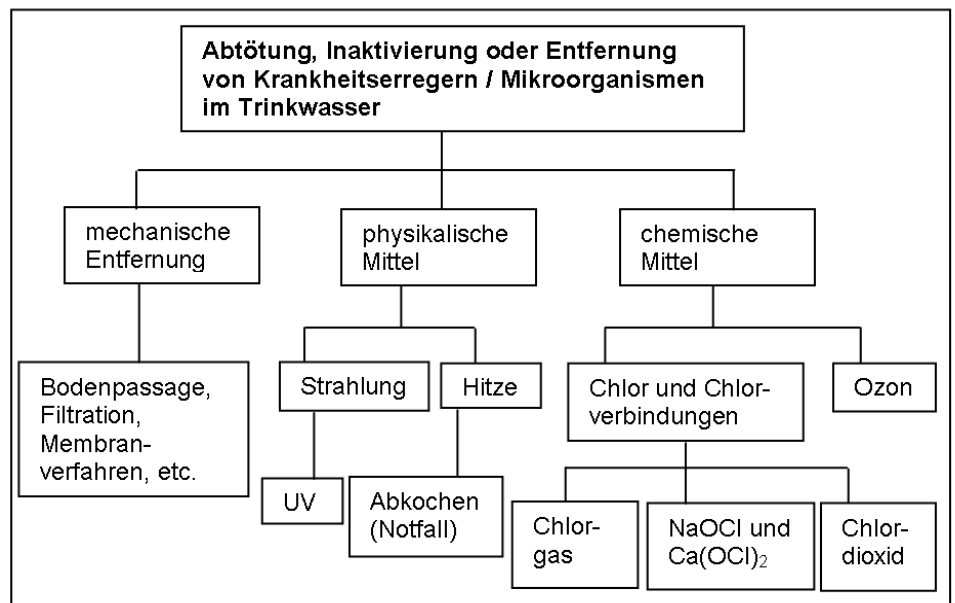 Abtötung, Inaktivierung oder Entfernung
von Krankheitserregern / Mikroorganismen
im Trinkwasser
mechanische
Entfernung
physikalische
Mittel
chemische
Mittel
Bodenpassage,
Filtration,
Membran-
verfahren, etc.
Strahlung
Hitze
Chlor und Chlor-
verbindungen
Ozon
UV
Abkochen
(Notfall)
Chlor-
gas
NaOCl und
Ca(OCl)₂
Chlor-
dioxid